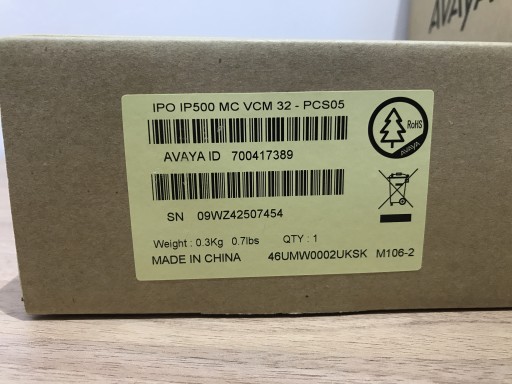 AVAYA
IPO IP500 MC VCM 32 - PCS05
RoHS
AVAYA
AVAYA ID 700417389
SN 09WZ42507454
Weight : 0.3Kg 0.7lbs QTY : 1
MADE IN CHINA 46UMW0002UKSK M106-2